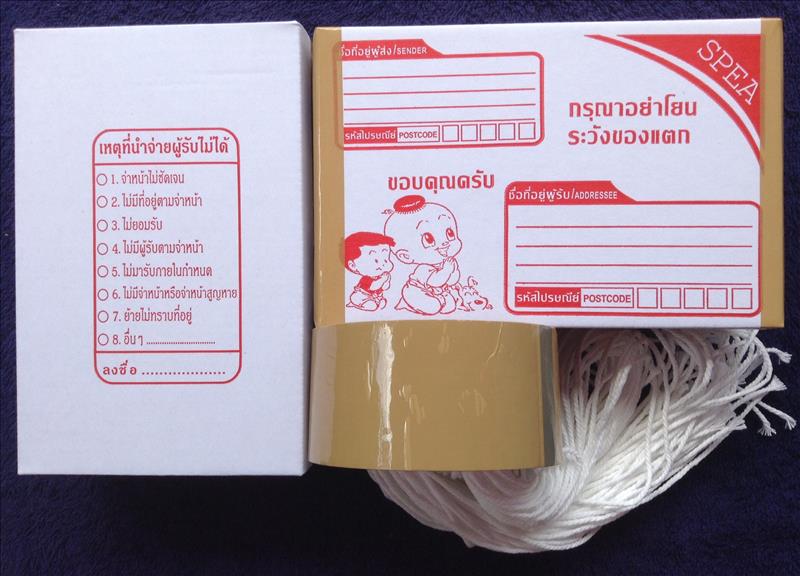 เหตุที่นำจ่ายผู้รับไม่ได้
1. จ่าหน้าไม่ชัดเจน
2. ไม่มีที่อยู่ตามจ่าหน้า
3. ไม่ยอมรับ
4. ไม่มีผู้รับตามจ่าหน้า
5. ไม่มารับภายในกำหนด
6. ไม่มีจ่าหน้าหรือจ่าหน้าสูญหาย
7. ย้ายไม่ทราบที่อยู่
8. อื่นๆ ..............................
ลงชื่อ ...................
ชื่อที่อยู่ผู้ส่ง/SENDER
รหัสไปรษณีย์ POSTCODE
SPEA
กรุณาอย่าโยน
ระวังของแตก
ขอบคุณครับ
ชื่อที่อยู่ผู้รับ/ADDRESSEE
รหัสไปรษณีย์ POSTCODE